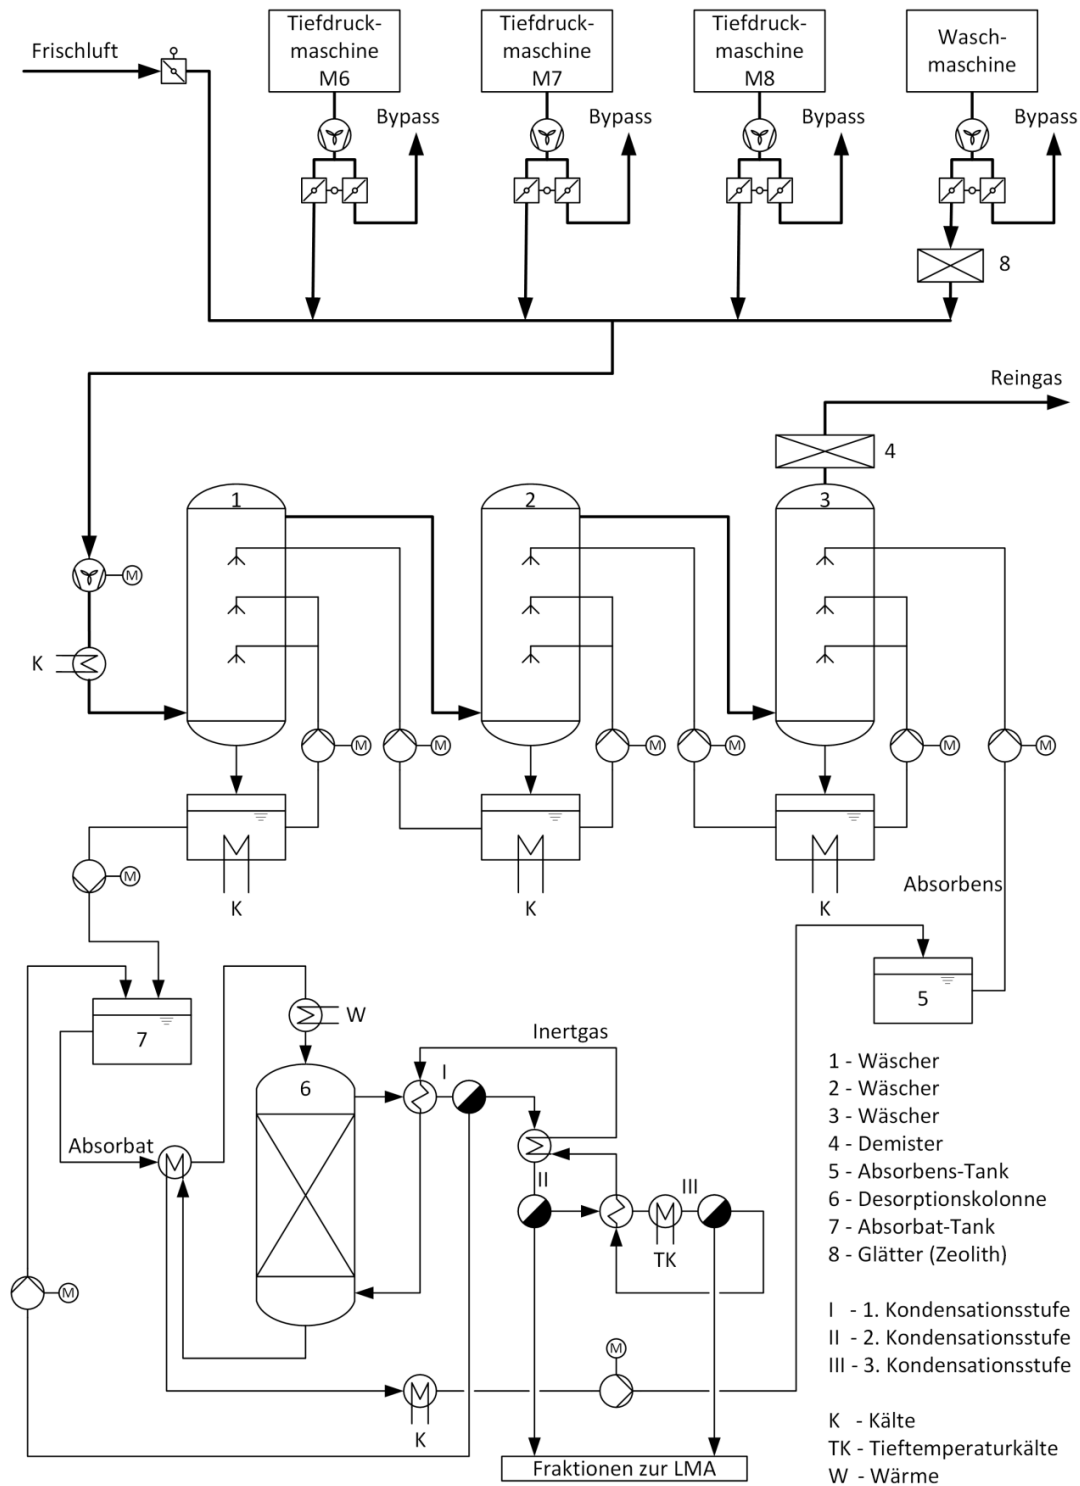 Frischluft
Tiefdruck-
maschine
M6
Tiefdruck-
maschine
M7
Tiefdruck-
maschine
M8
Wasch-
maschine
Bypass
Bypass
Bypass
Bypass
8
Reingas
4
1
2
3
M
K
M
M
M
M
M
M
M
K
K
K
Absorbens
5
7
W
6
Inertgas
I
Absorbat
II
III
TK
M
M
K
Fraktionen zur LMA
1 - Wäscher
2 - Wäscher
3 - Wäscher
4 - Demister
5 - Absorbens-Tank
6 - Desorptionskolonne
7 - Absorbat-Tank
8 - Glätter (Zeolith)
I - 1. Kondensationsstufe
II - 2. Kondensationsstufe
III - 3. Kondensationsstufe
K - Kälte
TK - Tieftemperaturkälte
W - Wärme